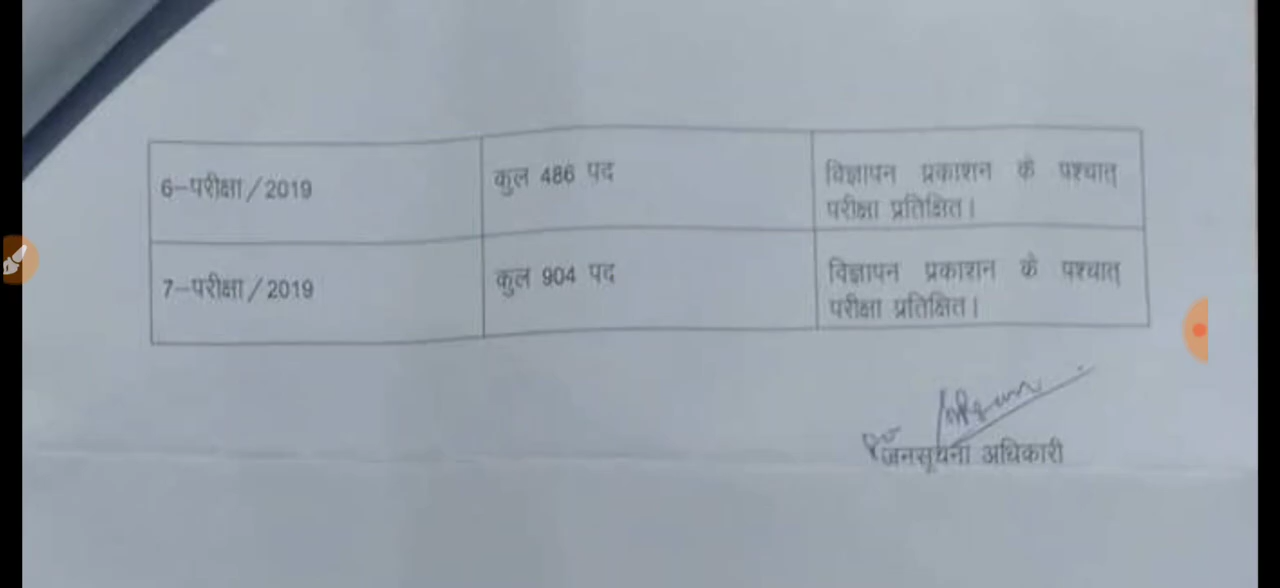 6–परीक्षा/2019
कुल 486 पद
विज्ञापन प्रकाशन के पश्चात्
परीक्षा प्रतिक्षित।
7–परीक्षा/2019
कुल 904 पद
विज्ञापन प्रकाशन के पश्चात्
परीक्षा प्रतिक्षित।
जनसूचना अधिकारी